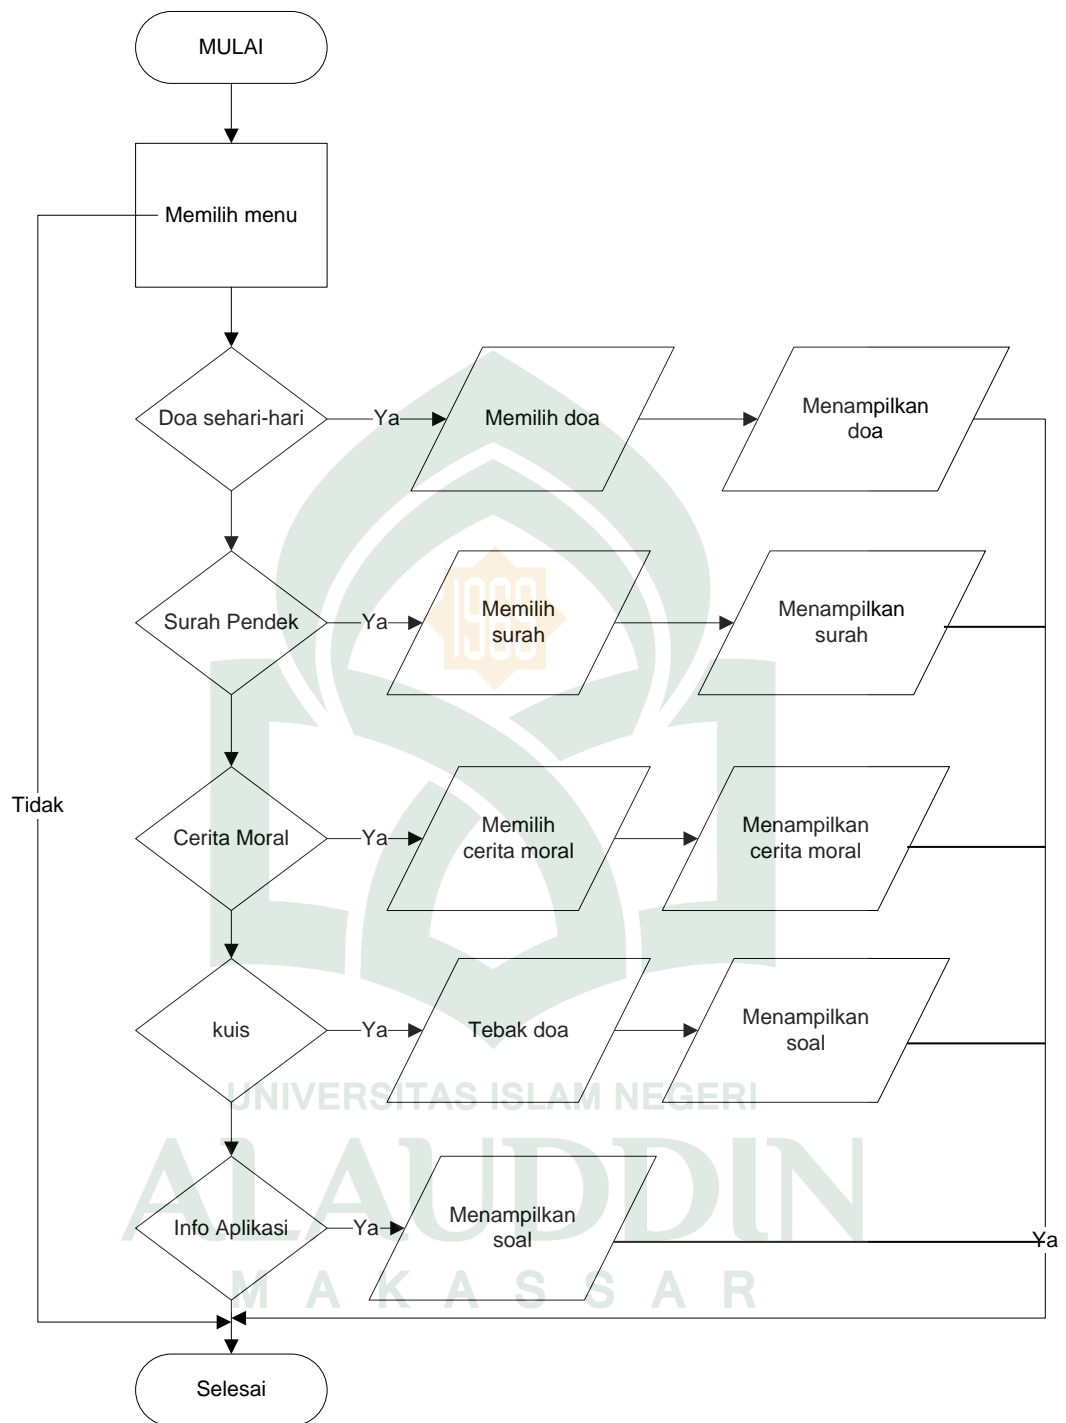 MULAI
Memilih menu
Doa sehari-hari
Ya
Memilih doa
Menampilkan
doa
Surah Pendek
Ya
Memilih
surah
Menampilkan
surah
1969
Tidak
Cerita Moral
Ya
Memilih
cerita moral
Menampilkan
cerita moral
kuis
Ya
Tebak doa
Menampilkan
soal
UNIVERSITAS ISLAM NEGERI
ALAUDDIN
MAKASSAR
Info Aplikasi
Ya
Menampilkan
soal
Ya
Selesai